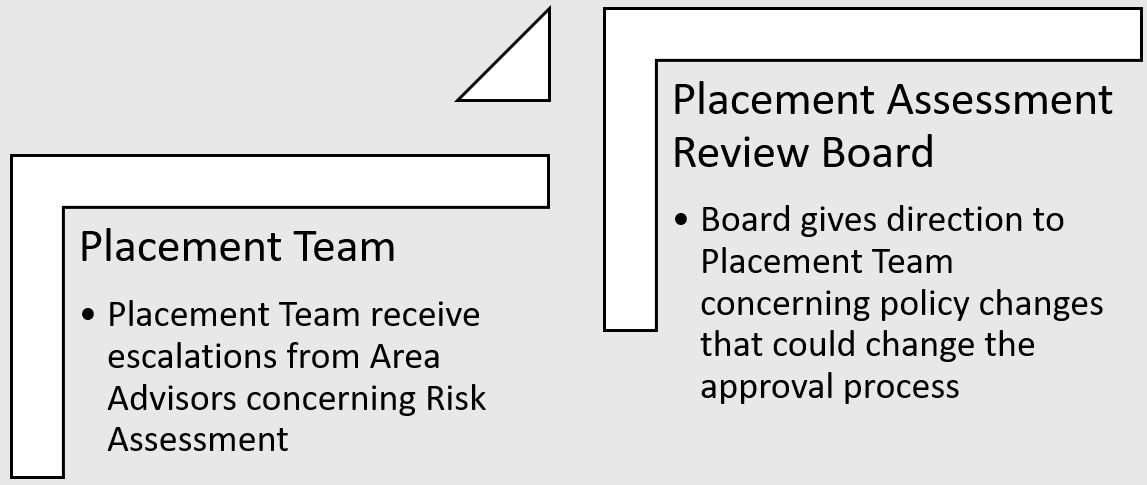 Placement Team
• Placement Team receive
escalations from Area
Advisors concerning Risk
Assessment
Placement Assessment
Review Board
• Board gives direction to
Placement Team
concerning policy changes
that could change the
approval process